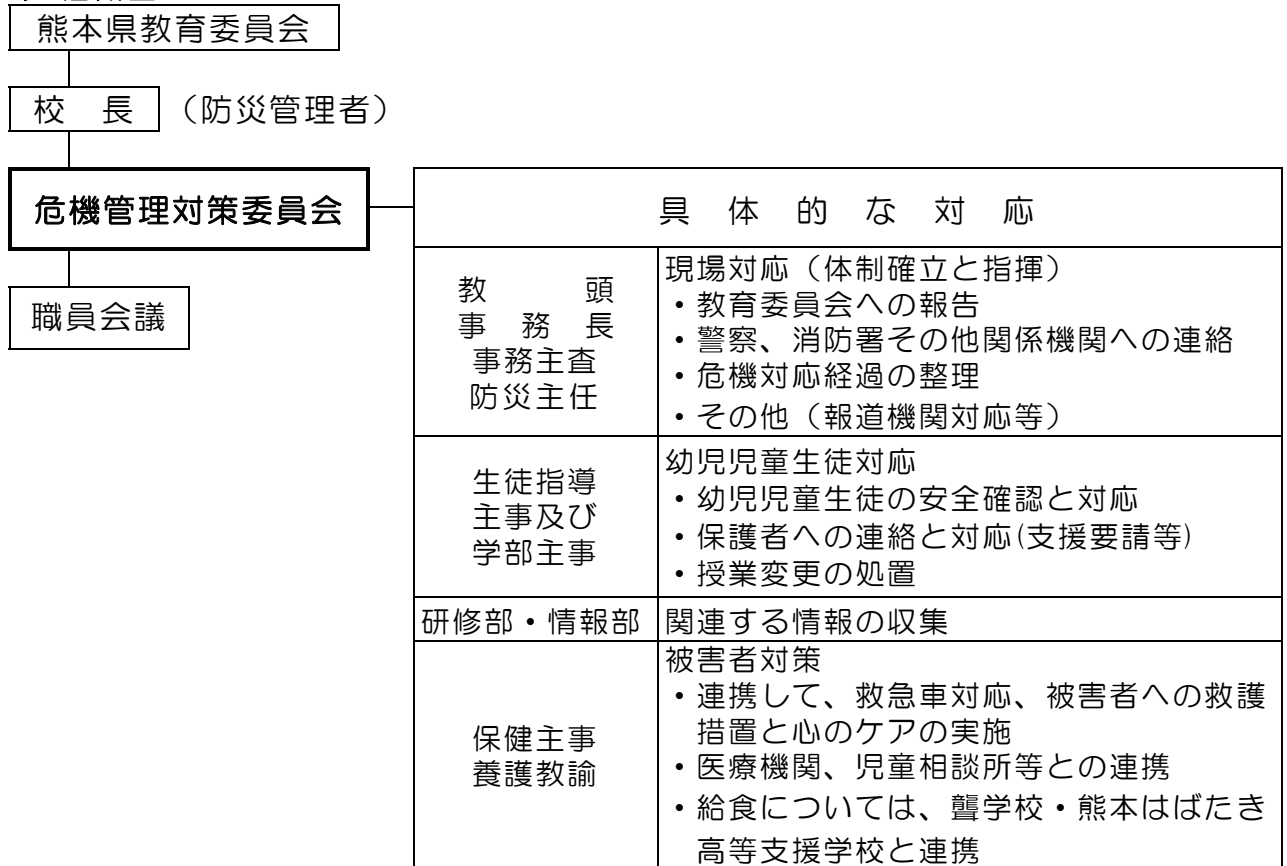 熊本県教育委員会
校 長 (防災管理者)
危機管理対策委員会
職員会議
具 体 的 な 対 応
教 頭
事 務 長
事務主査
防災主任
現場対応(体制確立と指揮)
・教育委員会への報告
・警察、消防署その他関係機関への連絡
・危機対応経過の整理
・その他(報道機関対応等)
生徒指導
主事及び
学部主事
幼児児童生徒対応
・幼児児童生徒の安全確認と対応
・保護者への連絡と対応(支援要請等)
・授業変更の処置
研修部・情報部
関連する情報の収集
保健主事
養護教諭
被害者対策
・連携して、救急車対応、被害者への救護
措置と心のケアの実施
・医療機関、児童相談所等との連携
・給食については、聾学校・熊本はばたき
高等支援学校と連携